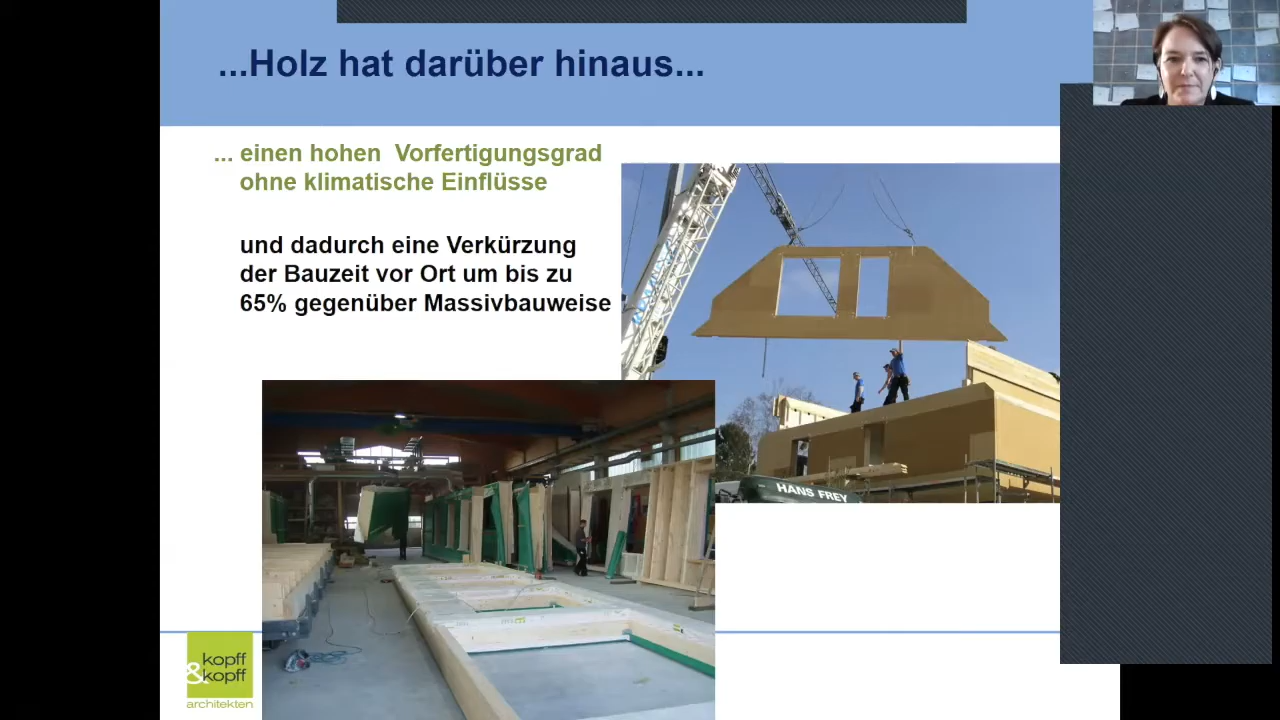 ...Holz hat darüber hinaus...
... einen hohen Vorfertigungsgrad
ohne klimatische Einflüsse
und dadurch eine Verkürzung
der Bauzeit vor Ort um bis zu
65% gegenüber Massivbauweise
HANS FREY
kopff
&kopff
architekten